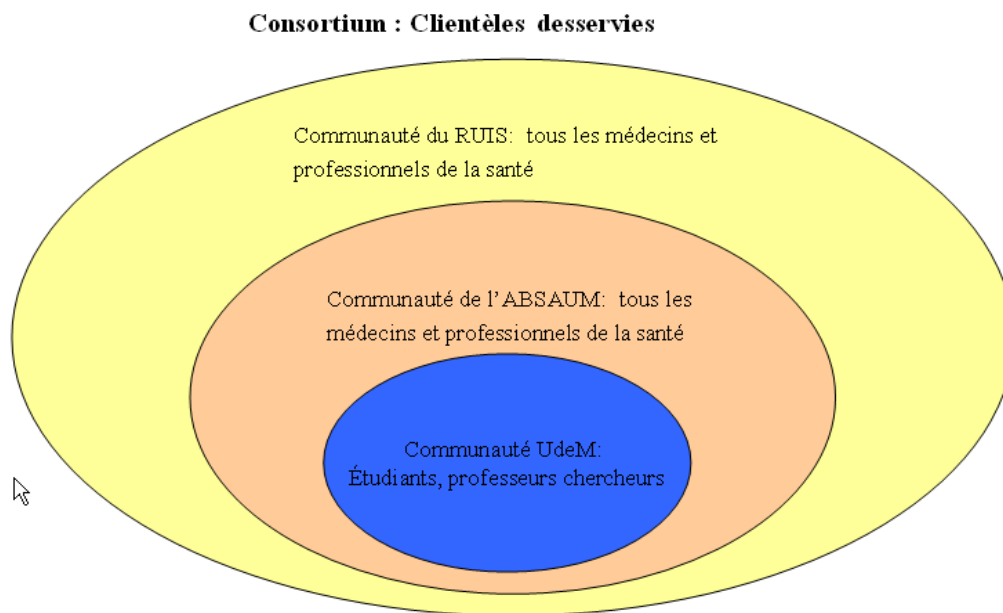 Consortium : Clientèles desservies
Communauté du RUIS: tous les médecins et
professionnels de la santé
Communauté de l'ABSAUM: tous les
médecins et professionnels de la santé
Communauté UdeM:
Étudiants, professeurs chercheurs